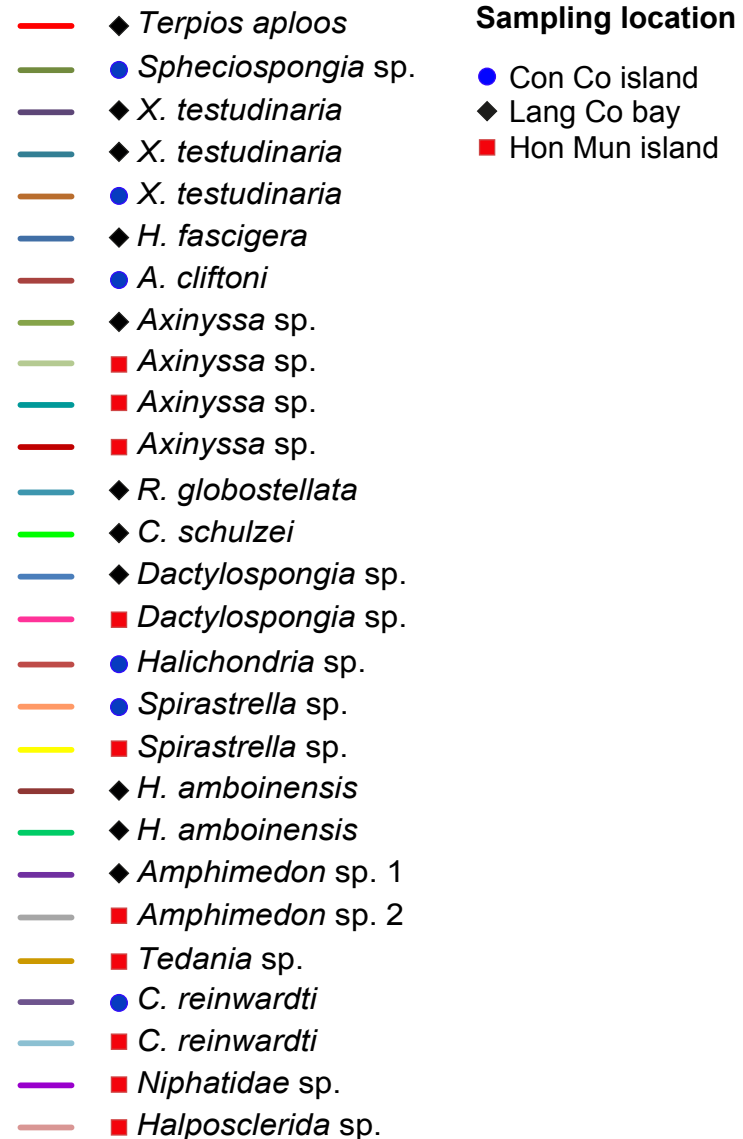 Terpios aploos
Spheciospongia sp.
X. testudinaria
X. testudinaria
X. testudinaria
H. fascigera
A. cliftoni
Axinyssa sp.
Axinyssa sp.
Axinyssa sp.
Axinyssa sp.
R. globostellata
C. schulzei
Dactylospongia sp.
Dactylospongia sp.
Halichondria sp.
Spirastrella sp.
Spirastrella sp.
H. amboinensis
H. amboinensis
Amphimedon sp. 1
Amphimedon sp. 2
Tedania sp.
C. reinwardti
C. reinwardti
Niphatidae sp.
Halposclerida sp.
Sampling location
Con Co island
Lang Co bay
Hon Mun island